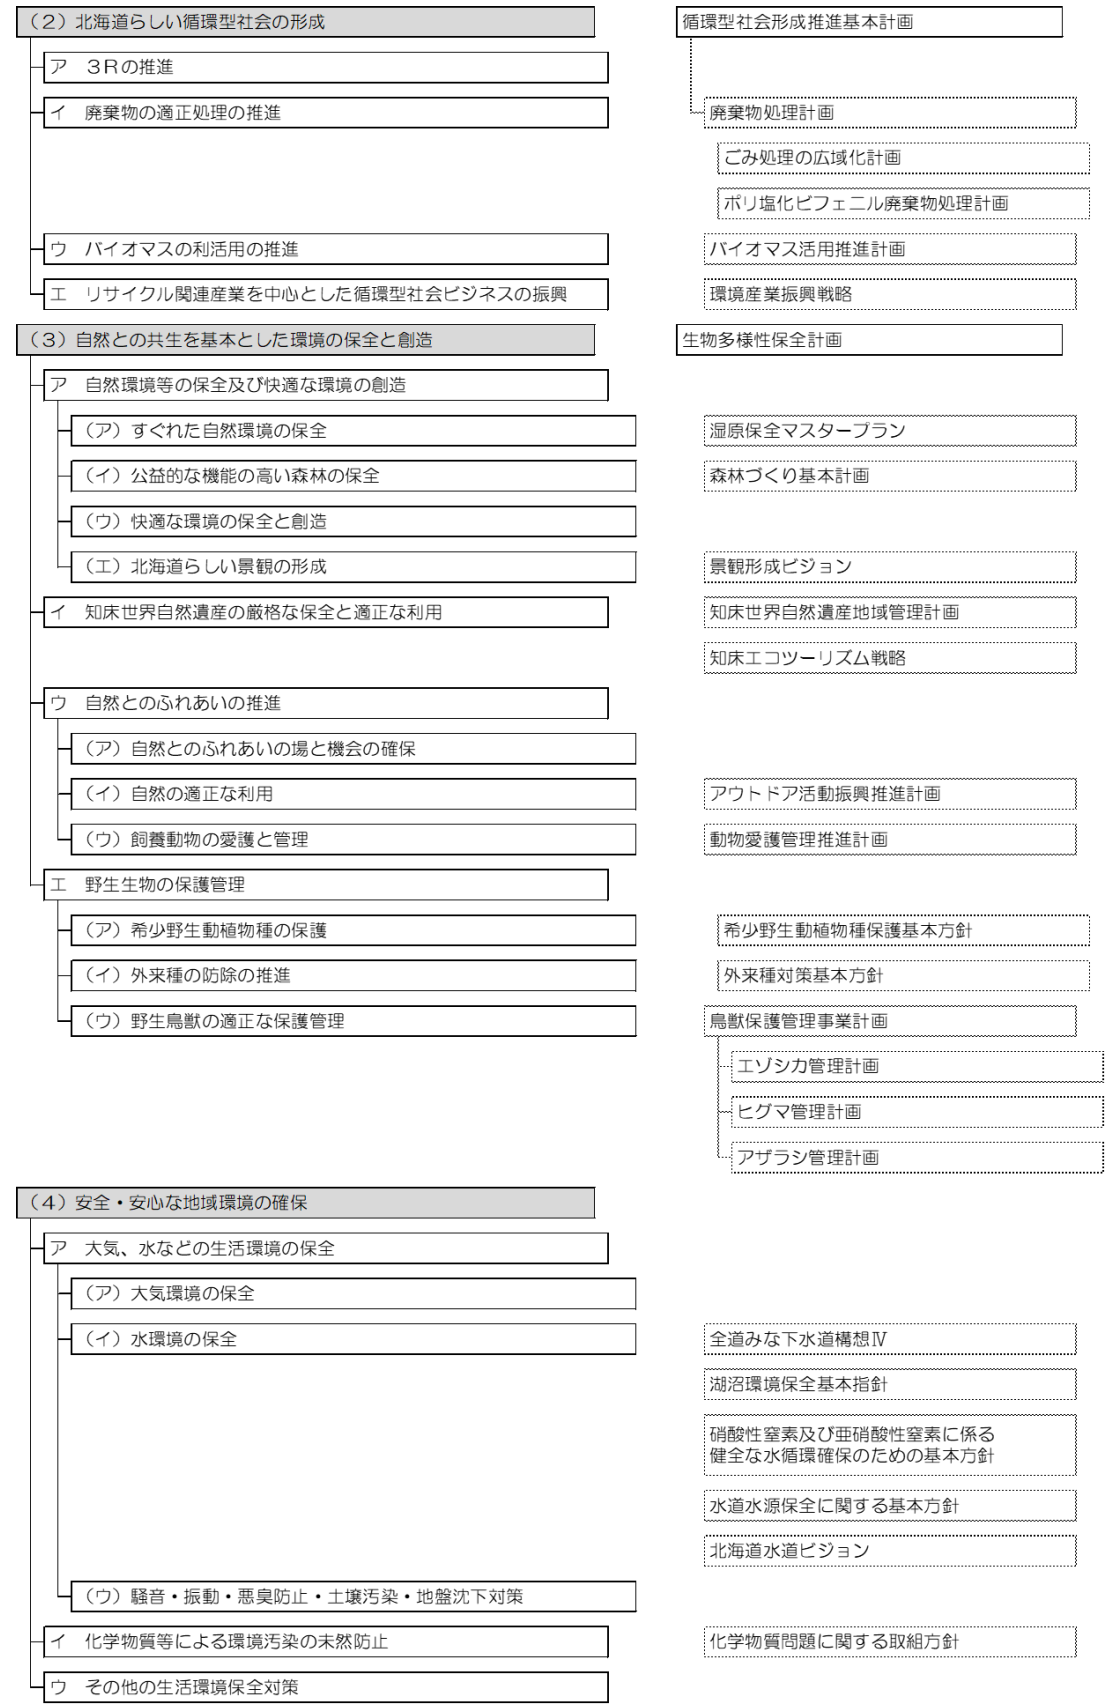 （２）北海道らしい循環型社会の形成
循環型社会形成推進基本計画
ア　３Ｒの推進
イ　廃棄物の適正処理の推進
廃棄物処理計画
ごみ処理の広域化計画
ポリ塩化ビフェニル廃棄物処理計画
ウ　バイオマスの利活用の推進
バイオマス活用推進計画
エ　リサイクル関連産業を中心とした循環型社会ビジネスの振興
環境産業振興戦略
（３）自然との共生を基本とした環境の保全と創造
生物多様性保全計画
ア　自然環境等の保全及び快適な環境の創造
（ア）すぐれた自然環境の保全
湿原保全マスタープラン
（イ）公益的な機能の高い森林の保全
森林づくり基本計画
（ウ）快適な環境の保全と創造
（エ）北海道らしい景観の形成
景観形成ビジョン
イ　知床世界自然遺産の厳格な保全と適正な利用
知床世界自然遺産地域管理計画
知床エコツーリズム戦略
ウ　自然とのふれあいの推進
（ア）自然とのふれあいの場と機会の確保
（イ）自然の適正な利用
アウトドア活動振興推進計画
（ウ）飼養動物の愛護と管理
動物愛護管理推進計画
エ　野生生物の保護管理
（ア）希少野生動植物種の保護
希少野生動植物種保護基本方針
（イ）外来種の防除の推進
外来種対策基本方針
（ウ）野生鳥獣の適正な保護管理
鳥獣保護管理事業計画
エゾシカ管理計画
ヒグマ管理計画
アザラシ管理計画
（４）安全・安心な地域環境の確保
ア　大気、水などの生活環境の保全
（ア）大気環境の保全
（イ）水環境の保全
全道みな下水道構想Ⅳ
湖沼環境保全基本指針
硝酸性窒素及び亜硝酸性窒素に係る
健全な水循環確保のための基本方針
水道水源保全に関する基本方針
北海道水道ビジョン
（ウ）騒音・振動・悪臭防止・土壌汚染・地盤沈下対策
イ　化学物質等による環境汚染の未然防止
化学物質問題に関する取組方針
ウ　その他の生活環境保全対策